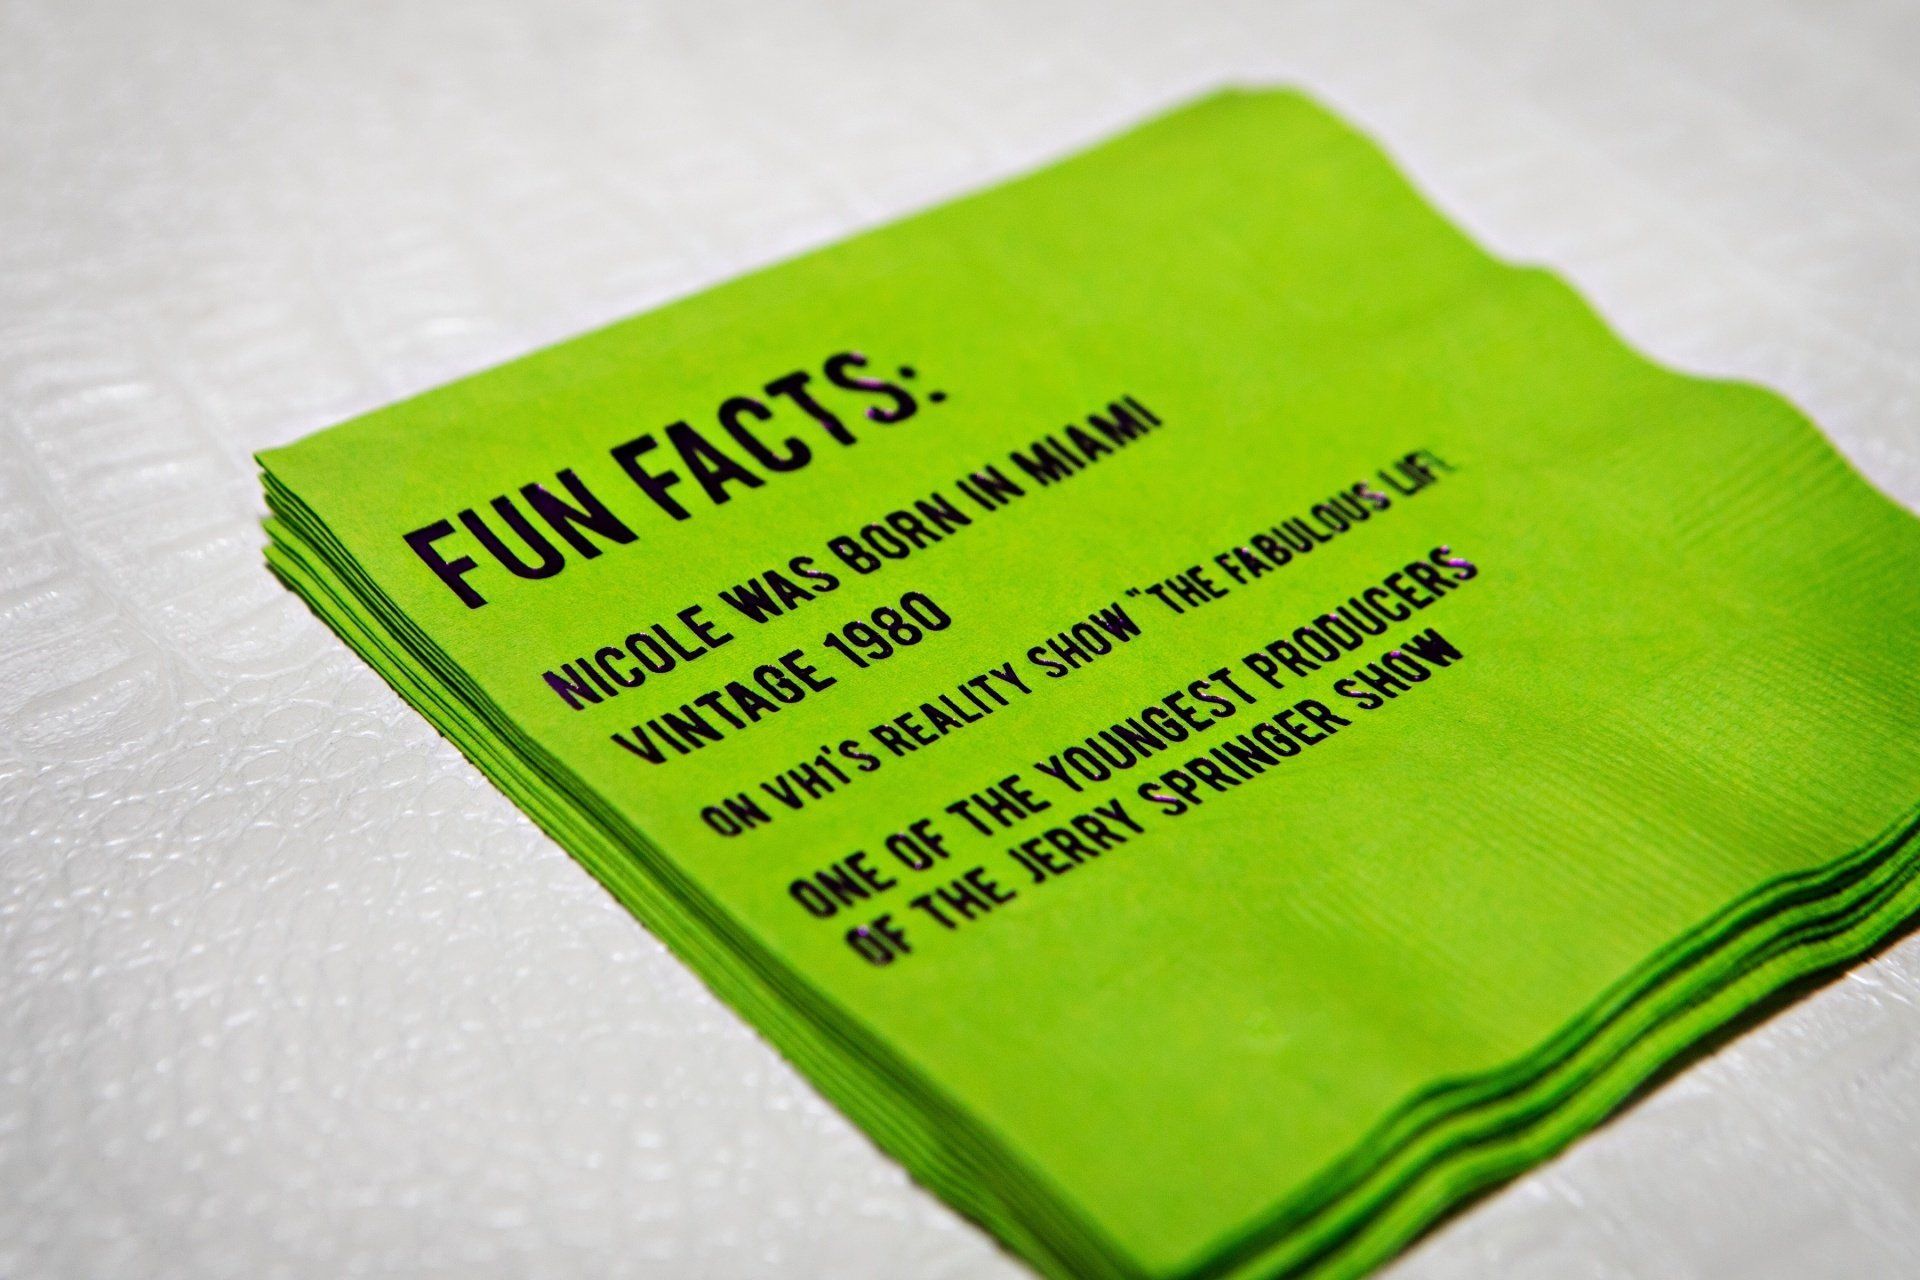 FUN FACTS:
NICOLE WAS BORN IN MIAMI
VINTAGE 1980
ON VH1'S REALITY SHOW "THE FABULOUS LIFE
ONE OF THE YOUNGEST PRODUCERS
OF THE JERRY SPRINGER SHOW